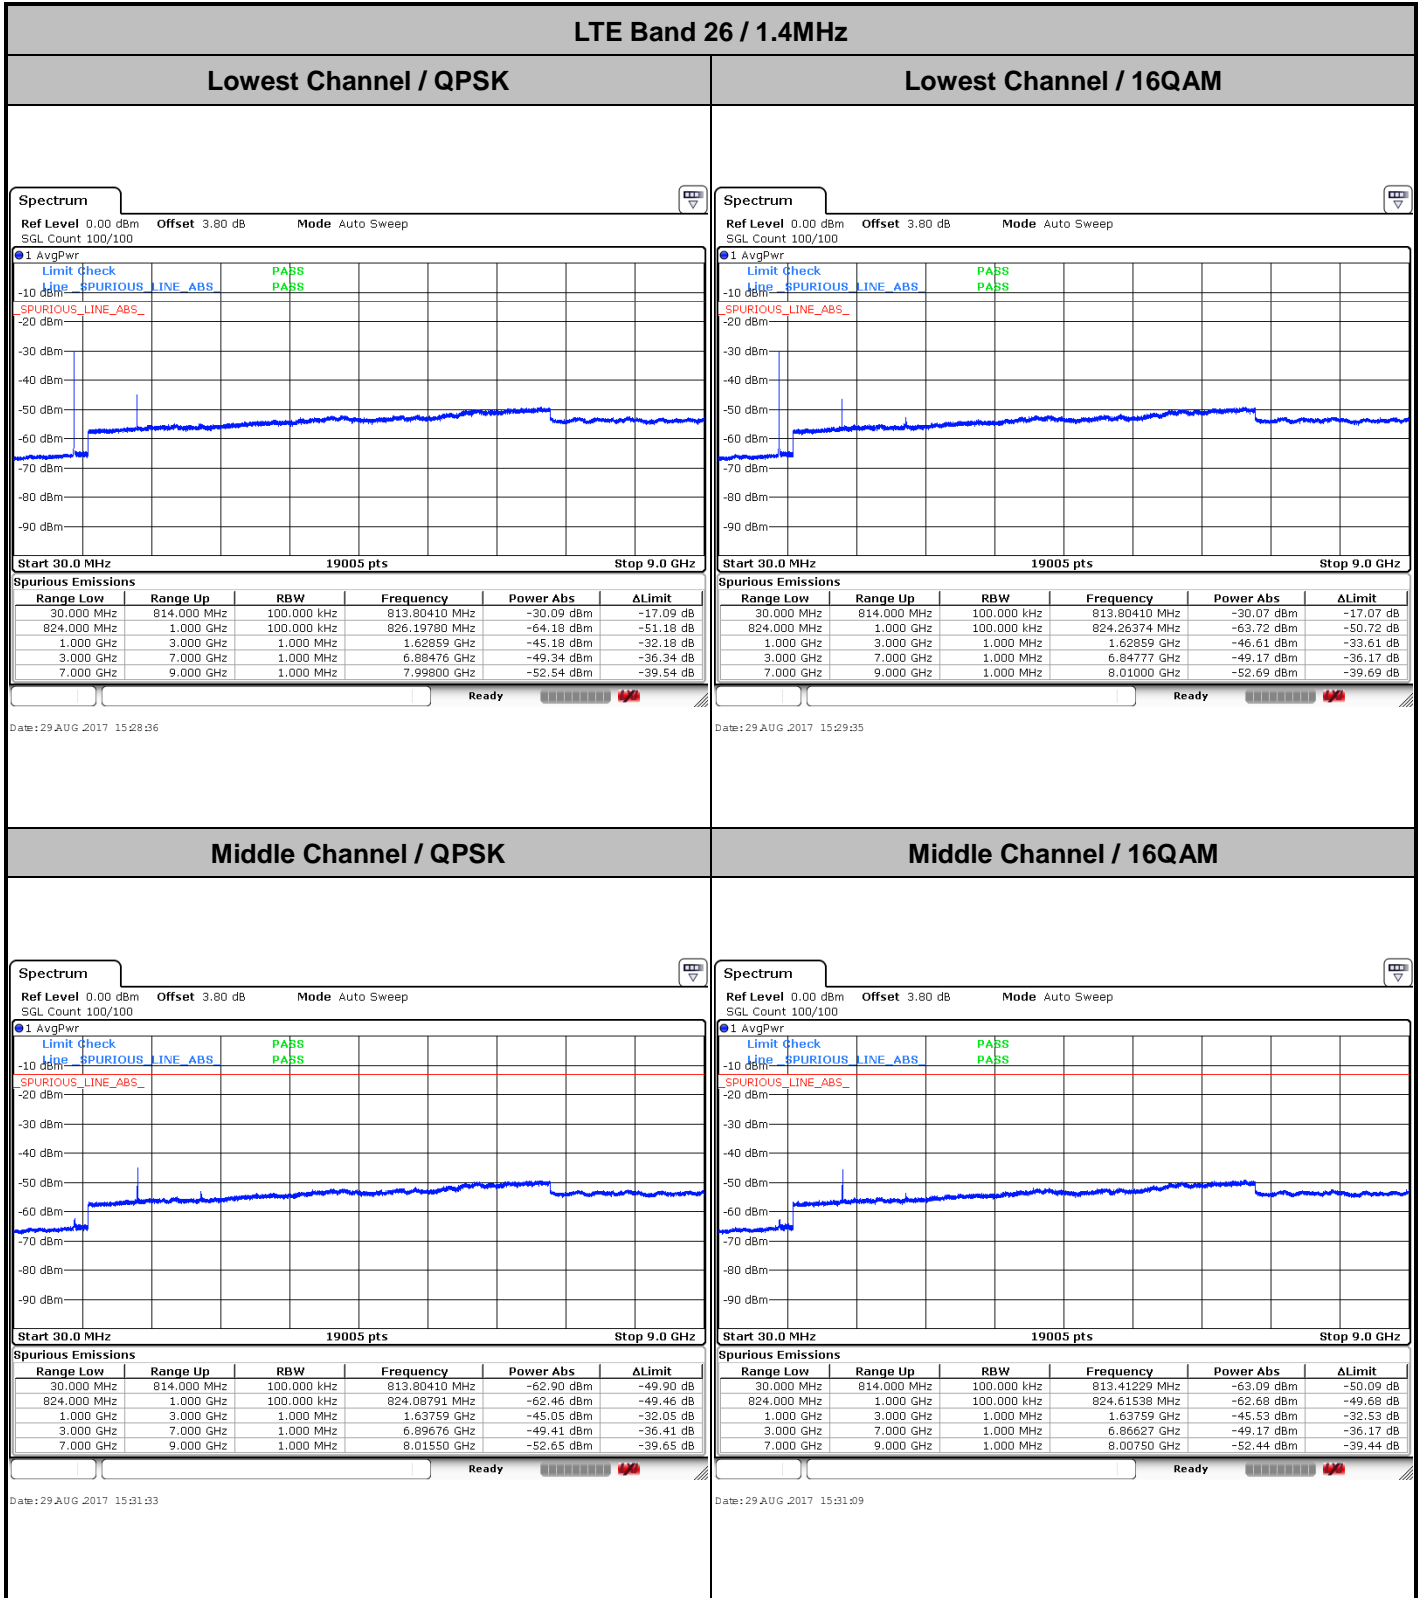 LTE Band 26 / 1.4MHz
Lowest Channel / QPSK
Lowest Channel / 16QAM
Spectrum
Ref Level 0.00 dBm Offset 3.80 dB Mode Auto Sweep
SGL Count 100/100
1 AvgPwr
Limit Check PASS
Line _SPURIOUS_LINE_ABS_ PASS
-10 dBm
_SPURIOUS_LINE_ABS_
-20 dBm
-30 dBm
-40 dBm
-50 dBm
-60 dBm
-70 dBm
-80 dBm
-90 dBm
Start 30.0 MHz 19005 pts Stop 9.0 GHz
Spurious Emissions
Range Low Range Up RBW Frequency Power Abs ΔLimit
30.000 MHz 814.000 MHz 100.000 kHz 813.80410 MHz -30.09 dBm -17.09 dB
824.000 MHz 1.000 GHz 100.000 kHz 826.19780 MHz -64.18 dBm -51.18 dB
1.000 GHz 3.000 GHz 1.000 MHz 1.62859 GHz -45.18 dBm -32.18 dB
3.000 GHz 7.000 GHz 1.000 MHz 6.88476 GHz -49.34 dBm -36.34 dB
7.000 GHz 9.000 GHz 1.000 MHz 7.99800 GHz -52.54 dBm -39.54 dB
Ready
Date: 29.AUG.2017 15:28:36
Spectrum
Ref Level 0.00 dBm Offset 3.80 dB Mode Auto Sweep
SGL Count 100/100
1 AvgPwr
Limit Check PASS
Line _SPURIOUS_LINE_ABS_ PASS
-10 dBm
_SPURIOUS_LINE_ABS_
-20 dBm
-30 dBm
-40 dBm
-50 dBm
-60 dBm
-70 dBm
-80 dBm
-90 dBm
Start 30.0 MHz 19005 pts Stop 9.0 GHz
Spurious Emissions
Range Low Range Up RBW Frequency Power Abs ΔLimit
30.000 MHz 814.000 MHz 100.000 kHz 813.80410 MHz -30.07 dBm -17.07 dB
824.000 MHz 1.000 GHz 100.000 kHz 824.26374 MHz -63.72 dBm -50.72 dB
1.000 GHz 3.000 GHz 1.000 MHz 1.62859 GHz -46.61 dBm -33.61 dB
3.000 GHz 7.000 GHz 1.000 MHz 6.84777 GHz -49.17 dBm -36.17 dB
7.000 GHz 9.000 GHz 1.000 MHz 8.01000 GHz -52.69 dBm -39.69 dB
Ready
Date: 29.AUG.2017 15:29:35
Middle Channel / QPSK
Middle Channel / 16QAM
Spectrum
Ref Level 0.00 dBm Offset 3.80 dB Mode Auto Sweep
SGL Count 100/100
1 AvgPwr
Limit Check PASS
Line _SPURIOUS_LINE_ABS_ PASS
-10 dBm
_SPURIOUS_LINE_ABS_
-20 dBm
-30 dBm
-40 dBm
-50 dBm
-60 dBm
-70 dBm
-80 dBm
-90 dBm
Start 30.0 MHz 19005 pts Stop 9.0 GHz
Spurious Emissions
Range Low Range Up RBW Frequency Power Abs ΔLimit
30.000 MHz 814.000 MHz 100.000 kHz 813.80410 MHz -62.90 dBm -49.90 dB
824.000 MHz 1.000 GHz 100.000 kHz 824.08791 MHz -62.46 dBm -49.46 dB
1.000 GHz 3.000 GHz 1.000 MHz 1.63759 GHz -45.05 dBm -32.05 dB
3.000 GHz 7.000 GHz 1.000 MHz 6.89676 GHz -49.41 dBm -36.41 dB
7.000 GHz 9.000 GHz 1.000 MHz 8.01550 GHz -52.65 dBm -39.65 dB
Ready
Date: 29.AUG.2017 15:31:33
Spectrum
Ref Level 0.00 dBm Offset 3.80 dB Mode Auto Sweep
SGL Count 100/100
1 AvgPwr
Limit Check PASS
Line _SPURIOUS_LINE_ABS_ PASS
-10 dBm
_SPURIOUS_LINE_ABS_
-20 dBm
-30 dBm
-40 dBm
-50 dBm
-60 dBm
-70 dBm
-80 dBm
-90 dBm
Start 30.0 MHz 19005 pts Stop 9.0 GHz
Spurious Emissions
Range Low Range Up RBW Frequency Power Abs ΔLimit
30.000 MHz 814.000 MHz 100.000 kHz 813.41229 MHz -63.09 dBm -50.09 dB
824.000 MHz 1.000 GHz 100.000 kHz 824.61538 MHz -62.68 dBm -49.68 dB
1.000 GHz 3.000 GHz 1.000 MHz 1.63759 GHz -45.53 dBm -32.53 dB
3.000 GHz 7.000 GHz 1.000 MHz 6.86627 GHz -49.17 dBm -36.17 dB
7.000 GHz 9.000 GHz 1.000 MHz 8.00750 GHz -52.44 dBm -39.44 dB
Ready
Date: 29.AUG.2017 15:31:09